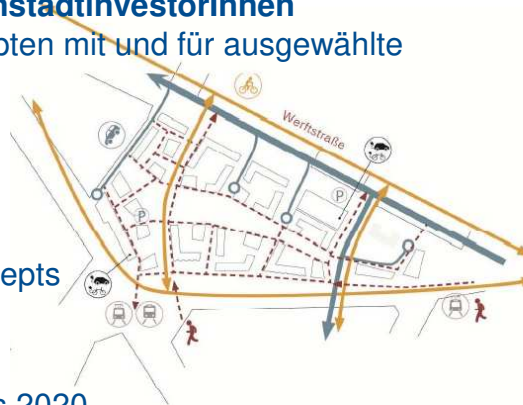 nstadtinvestorInnen
oten mit und für ausgewählte
Werftstraße
P
P
epts
2020